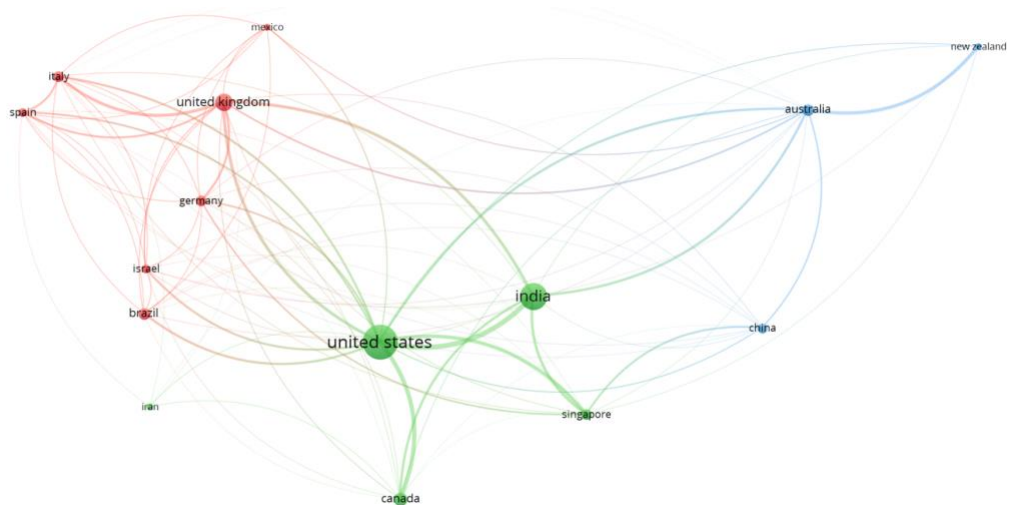 mexico
new zealand
italy
united kingdom
spain
australia
germany
israel
india
brazil
china
united states
iran
singapore
canada